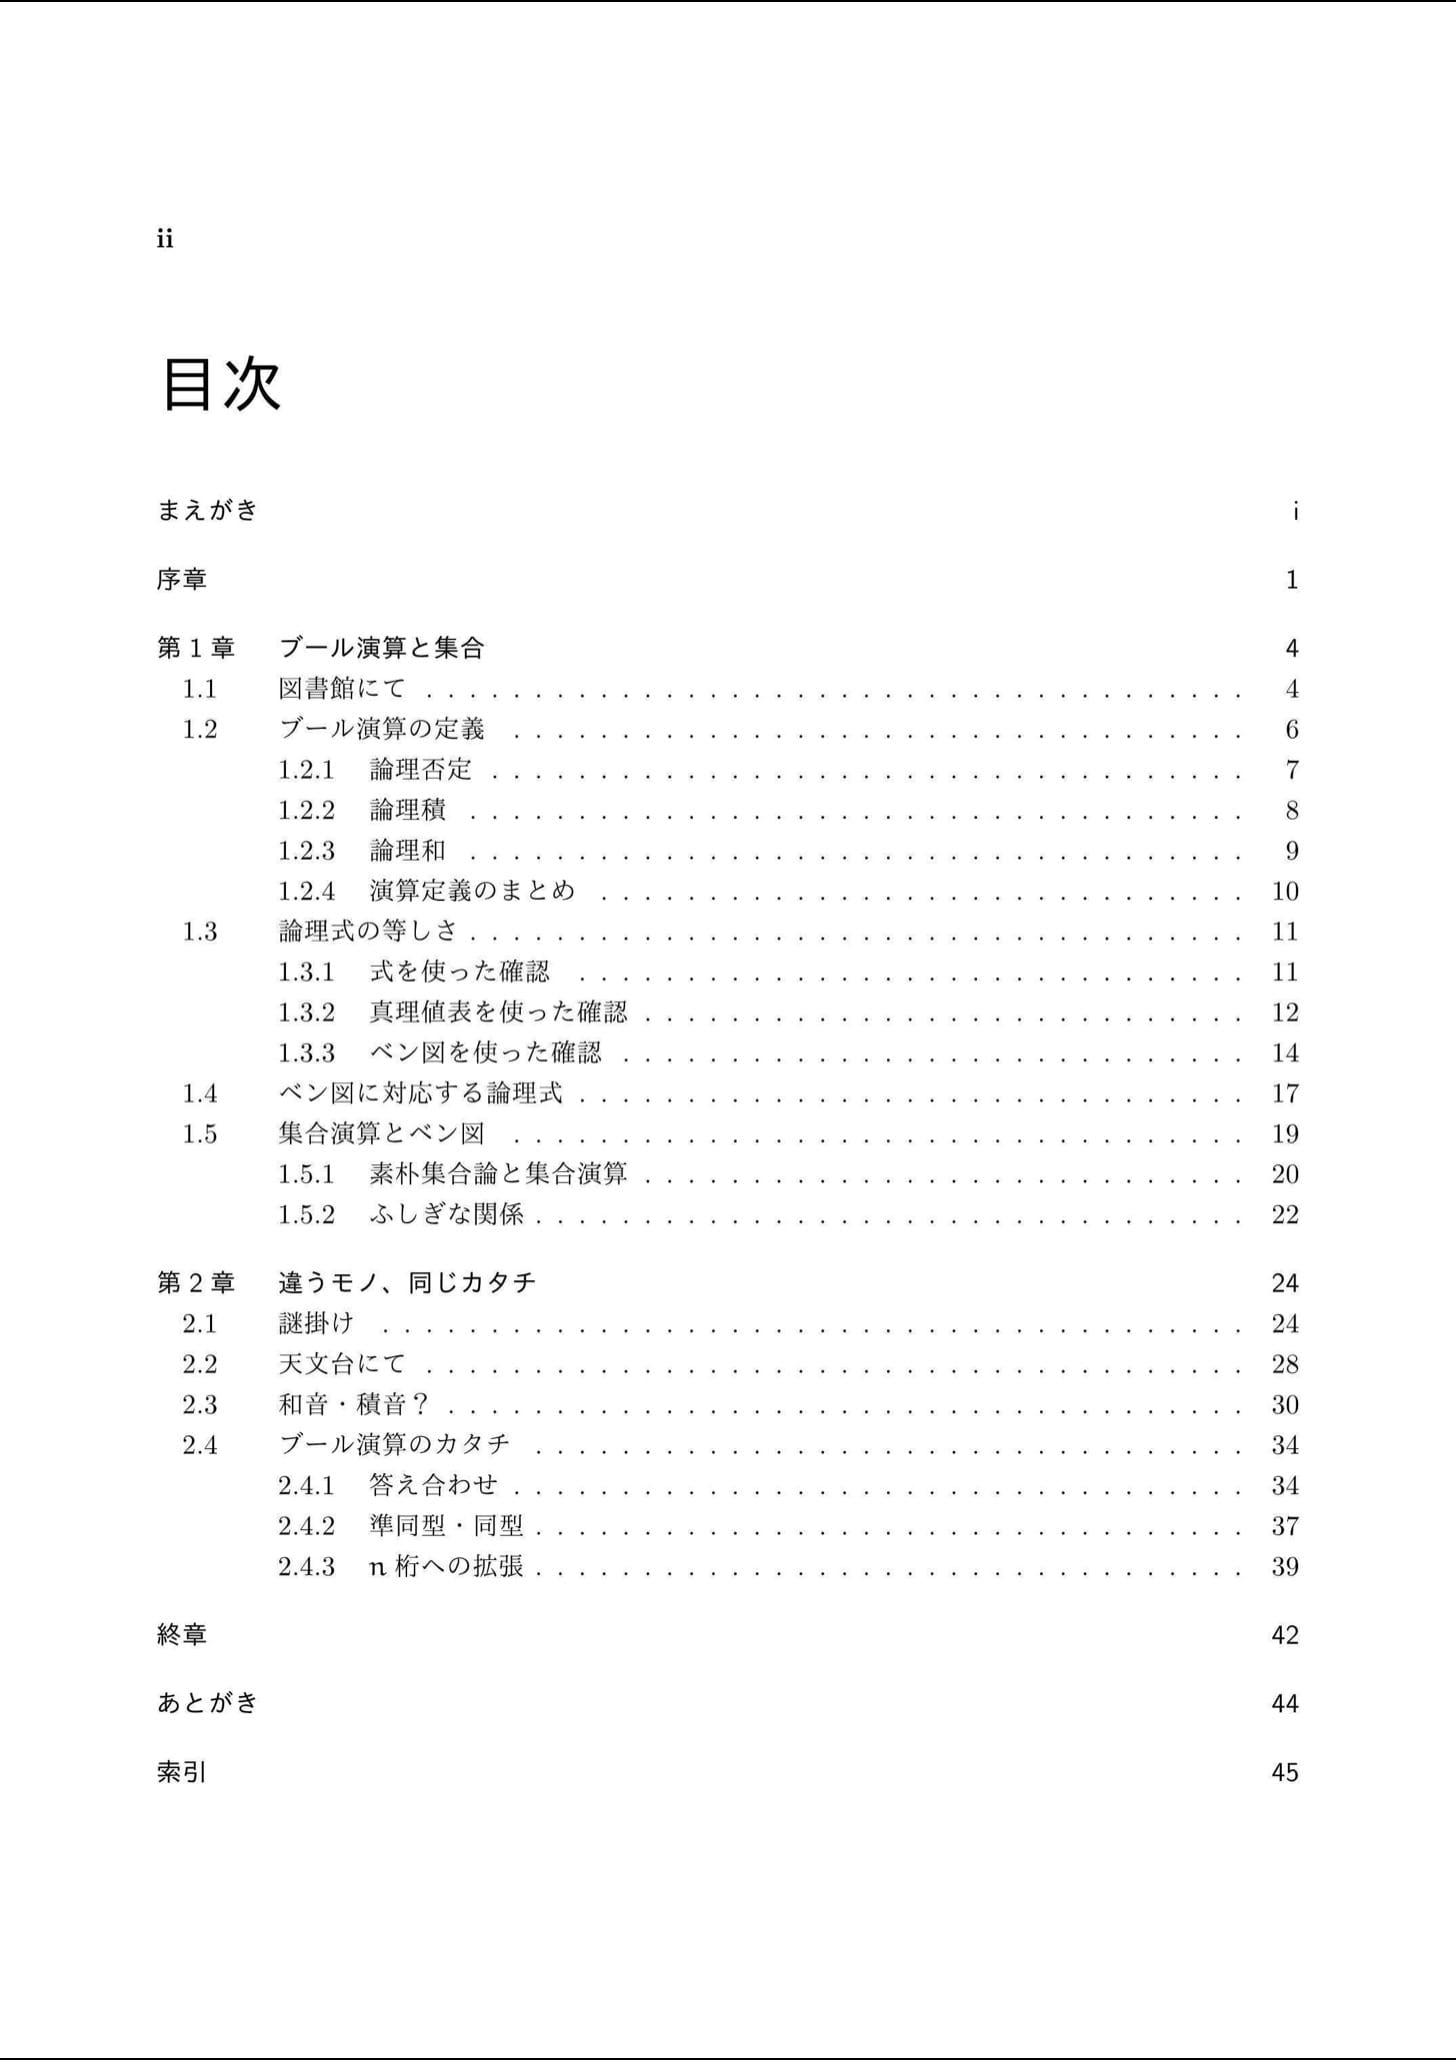 ii
目次
まえがき i
序章 1
第 1 章 ブール演算と集合 4
1.1 図書館にて . . . . . . . . . . . . . . . . . . . . . . . . . . . . . . . . . . . . . . 4
1.2 ブール演算の定義 . . . . . . . . . . . . . . . . . . . . . . . . . . . . . . . . . . 6
1.2.1 論理否定 . . . . . . . . . . . . . . . . . . . . . . . . . . . . . . . . . . . 7
1.2.2 論理積 . . . . . . . . . . . . . . . . . . . . . . . . . . . . . . . . . . . . 8
1.2.3 論理和 . . . . . . . . . . . . . . . . . . . . . . . . . . . . . . . . . . . . 9
1.2.4 演算定義のまとめ . . . . . . . . . . . . . . . . . . . . . . . . . . . . . . 10
1.3 論理式の等しさ . . . . . . . . . . . . . . . . . . . . . . . . . . . . . . . . . . . . 11
1.3.1 式を使った確認 . . . . . . . . . . . . . . . . . . . . . . . . . . . . . . . 11
1.3.2 真理値表を使った確認 . . . . . . . . . . . . . . . . . . . . . . . . . . . . 12
1.3.3 ベン図を使った確認 . . . . . . . . . . . . . . . . . . . . . . . . . . . . . 14
1.4 ベン図に対応する論理式 . . . . . . . . . . . . . . . . . . . . . . . . . . . . . . . 17
1.5 集合演算とベン図 . . . . . . . . . . . . . . . . . . . . . . . . . . . . . . . . . . 19
1.5.1 素朴集合論と集合演算 . . . . . . . . . . . . . . . . . . . . . . . . . . . . 20
1.5.2 ふしぎな関係 . . . . . . . . . . . . . . . . . . . . . . . . . . . . . . . . . 22
第 2 章 違うモノ、同じカタチ 24
2.1 謎掛け . . . . . . . . . . . . . . . . . . . . . . . . . . . . . . . . . . . . . . . . 24
2.2 天文台にて . . . . . . . . . . . . . . . . . . . . . . . . . . . . . . . . . . . . . . 28
2.3 和音・積音？ . . . . . . . . . . . . . . . . . . . . . . . . . . . . . . . . . . . . . 30
2.4 ブール演算のカタチ . . . . . . . . . . . . . . . . . . . . . . . . . . . . . . . . . 34
2.4.1 答え合わせ . . . . . . . . . . . . . . . . . . . . . . . . . . . . . . . . . . 34
2.4.2 準同型・同型 . . . . . . . . . . . . . . . . . . . . . . . . . . . . . . . . . 37
2.4.3 n 桁への拡張 . . . . . . . . . . . . . . . . . . . . . . . . . . . . . . . . . 39
終章 42
あとがき 44
索引 45